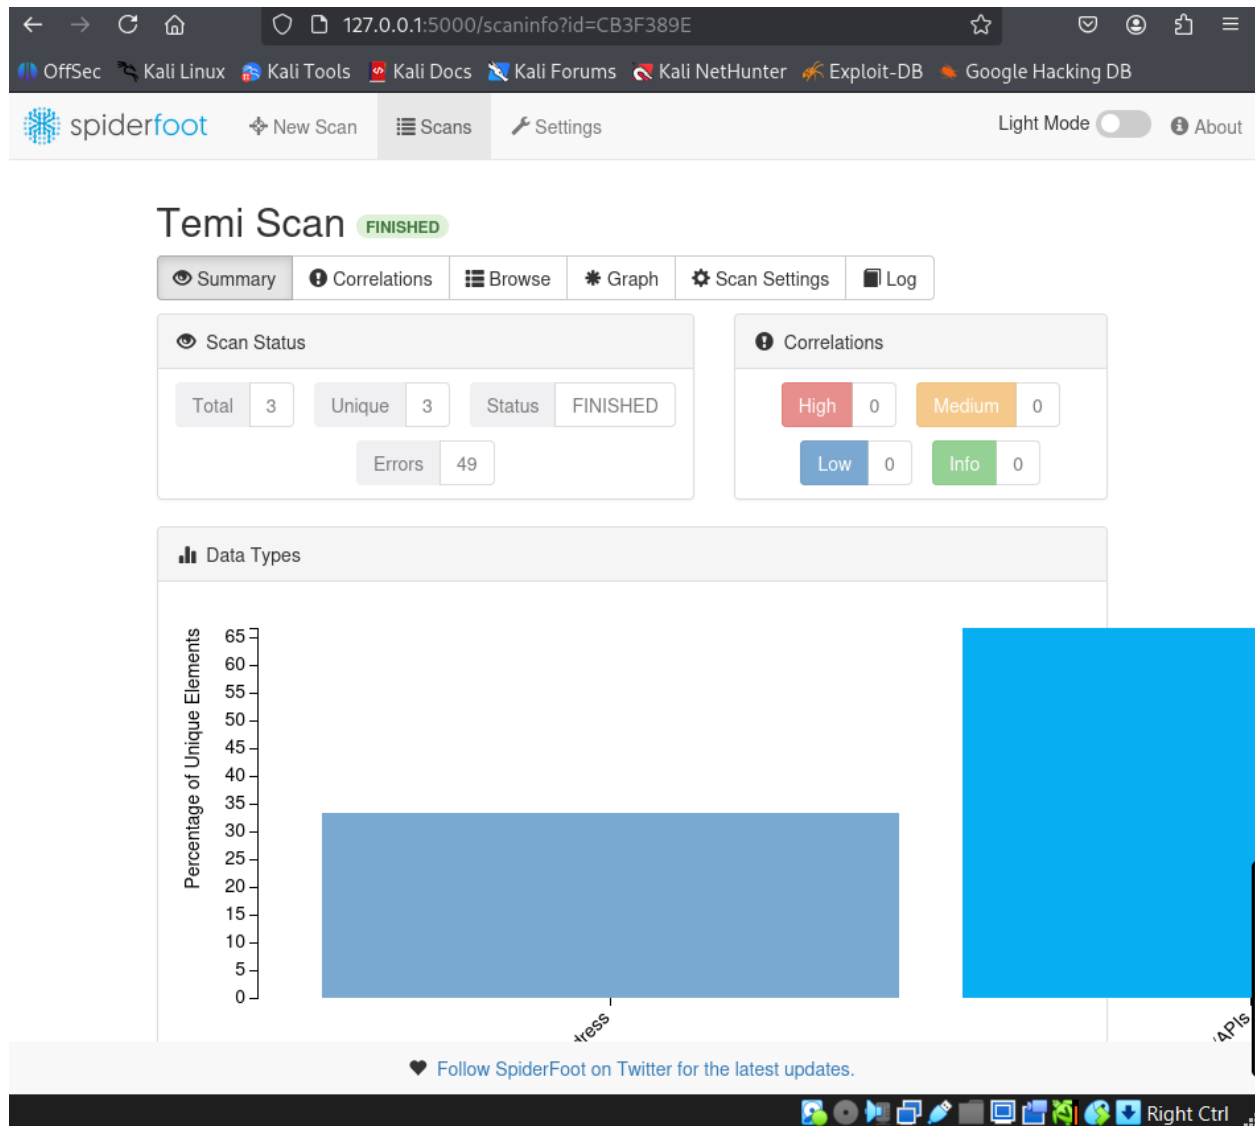 127.0.0.1:5000/scaninfo?id=CB3F389E
OffSec Kali Linux Kali Tools Kali Docs Kali Forums Kali NetHunter Exploit-DB Google Hacking DB
spiderfoot New Scan Scans Settings Light Mode About
Temi Scan FINISHED
Summary Correlations Browse Graph Scan Settings Log
Scan Status
Total 3 Unique 3 Status FINISHED
Errors 49
Correlations
High 0 Medium 0
Low 0 Info 0
Data Types
Percentage of Unique Elements
65
60
55
50
45
40
35
30
25
20
15
10
5
0
/APIs
Follow SpiderFoot on Twitter for the latest updates.
Right Ctrl